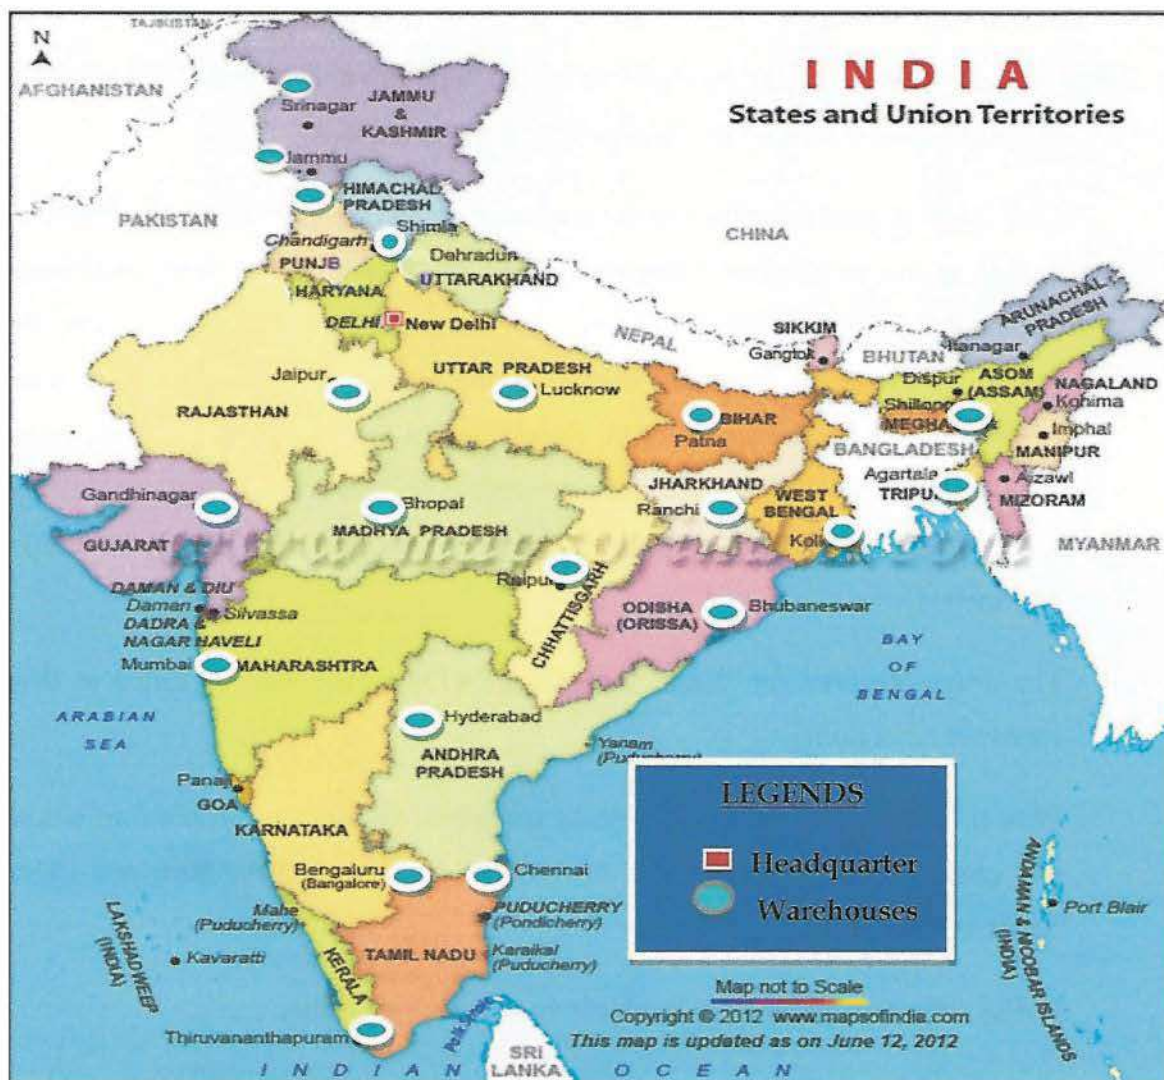 TAJIKISTAN
N
INDIA
States and Union Territories
AFGHANISTAN
Srinagar
JAMMU
&
KASHMIR
Jammu
HIMACHAL
PRADESH
PAKISTAN
Shimla
CHINA
Chandigarh
Dehradun
PUNJB
UTTARAKHAND
HARYANA
ARUNACHAL
PRADESH
DELHI
New Delhi
NEPAL
SIKKIM
Gangtok
BHUTAN
Itanagar
UTTAR PRADESH
ASOM
(ASSAM)
Jaipur
Lucknow
Dispur
NAGALAND
RAJASTHAN
Kohima
BIHAR
Patna
BANGLADESH
Imphal
MANIPUR
JHARKHAND
Agartala
Aizawl
Gandhinagar
Bhopal
Ranchi
WEST
BENGAL
MIZORAM
MADHYA PRADESH
GUJARAT
www.mapsofindia.com
MYANMAR
DAMAN & DIU
Raipur
Daman
Silvassa
DADRA &
NAGAR HAVELI
CHHATTISGARH
ODISHA
(ORISSA)
Bhubaneswar
Mumbai
MAHARASHTRA
BAY
OF
BENGAL
ARABIAN
SEA
Hyderabad
Yanam
(Puducherry)
ANDHRA
PRADESH
Panaji
GOA
KARNATAKA
LEGENDS
Headquarter
Warehouses
Bengaluru
(Bangalore)
Chennai
Mahe
(Puducherry)
PUDUCHERRY
(Pondicherry)
LAKSHADWEEP
(INDIA)
Kavaratti
TAMIL NADU
Karaikal
(Puducherry)
KERALA
ANDAMAN & NICOBAR ISLANDS
(INDIA)
Port Blair
Map not to Scale
Copyright © 2012 www.mapsofindia.com
Thiruvananthapuram
Palk Strait
This map is updated as on June 12, 2012
SRI
LANKA
INDIAN OCEAN